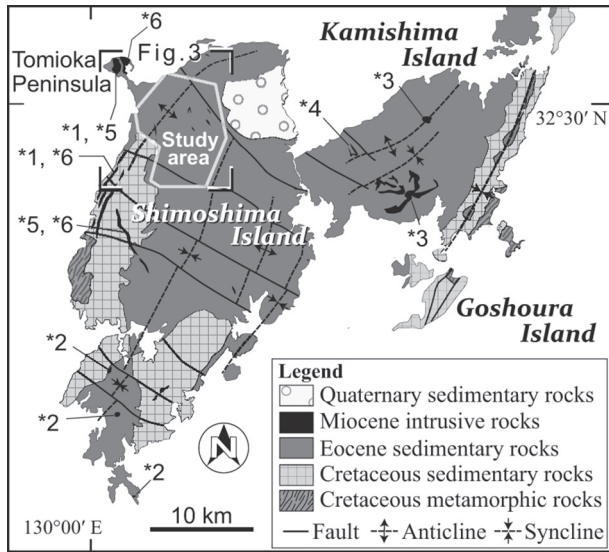 *6
Kamishima
Island
Tomioka
Peninsula
Fig.3
*3
*4
32°30′ N
*1, *5
Study
area
*1, *6
Shimoshima
Island
*5, *6
*3
Goshoura
Island
*2
*2
*2
N
10 km
130°00′ E
Legend
Quaternary sedimentary rocks
Miocene intrusive rocks
Eocene sedimentary rocks
Cretaceous sedimentary rocks
Cretaceous metamorphic rocks
Fault Anticline Syncline